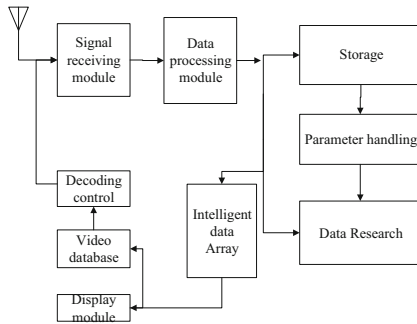 Signal
receiving
module
Data
processing
module
Storage
Parameter handling
Data Research
Intelligent
data
Array
Decoding
control
Video
database
Display
module